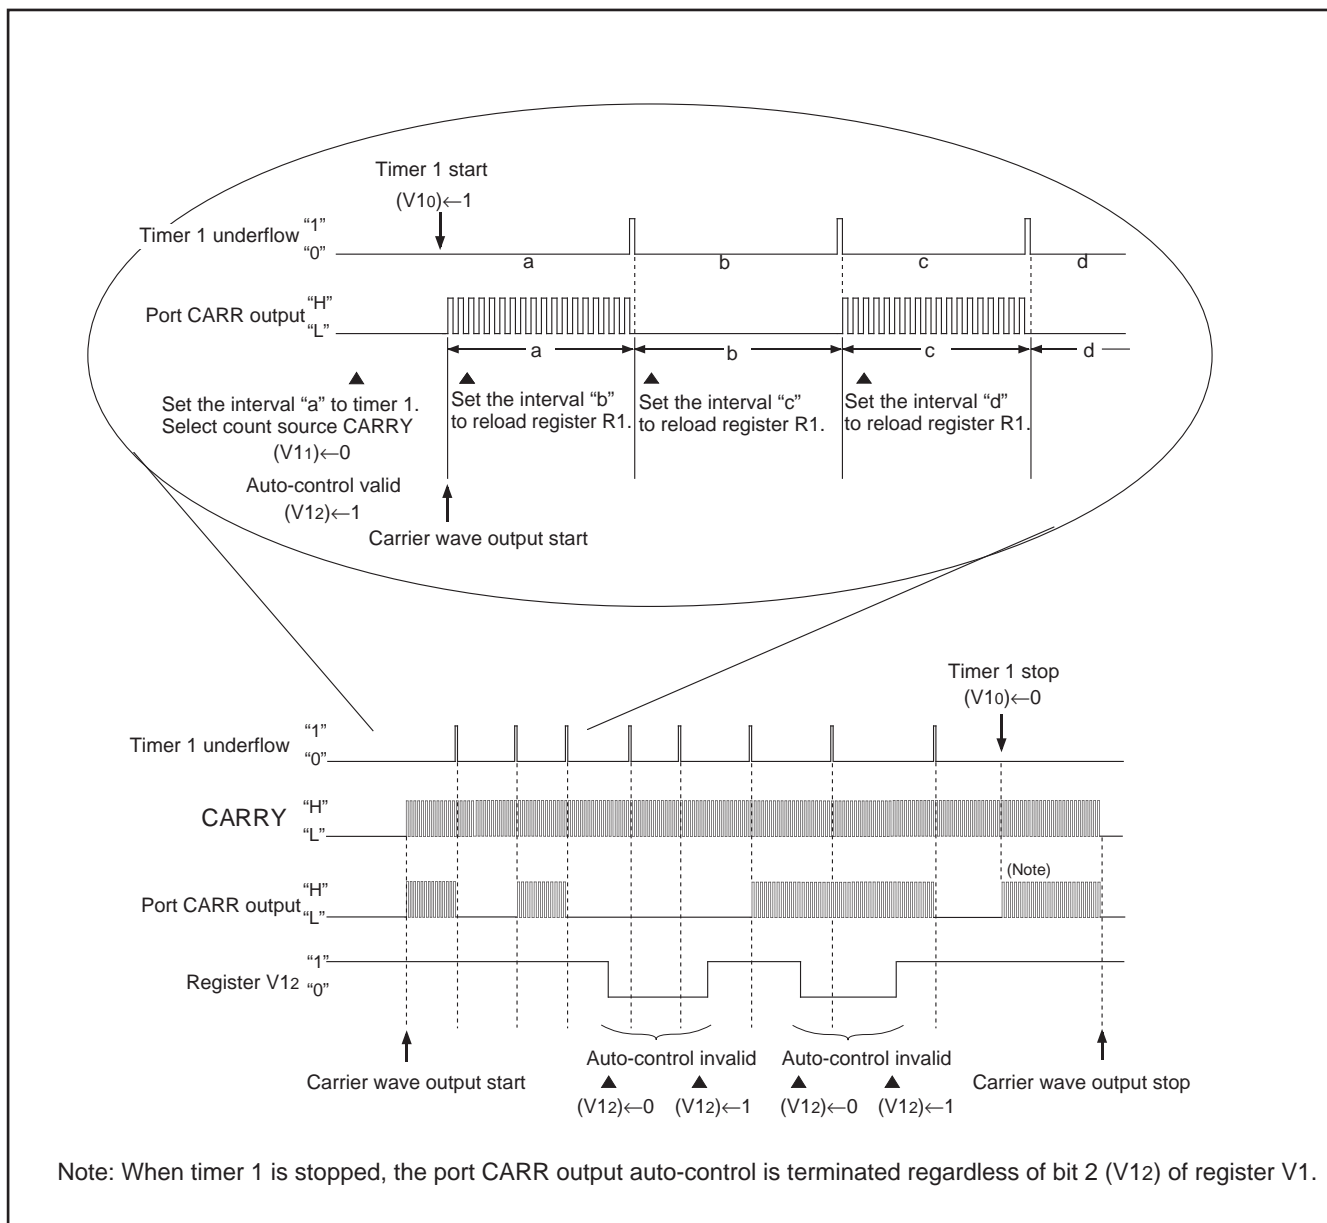 Timer 1 start
(V10)←1
Timer 1 underflow "1"
"0"
a b c d
Port CARR output "H"
"L"
a b c d
Set the interval "a" to timer 1.
Select count source CARRY
(V11)←0
Auto-control valid
(V12)←1
Set the interval "b"
to reload register R1.
Set the interval "c"
to reload register R1.
Set the interval "d"
to reload register R1.
Carrier wave output start
Timer 1 stop
(V10)←0
Timer 1 underflow "1"
"0"
CARRY "H"
"L"
(Note)
Port CARR output "H"
"L"
Register V12 "1"
"0"
Auto-control invalid Auto-control invalid
Carrier wave output start
Carrier wave output stop
(V12)←0 (V12)←1 (V12)←0 (V12)←1
Note: When timer 1 is stopped, the port CARR output auto-control is terminated regardless of bit 2 (V12) of register V1.